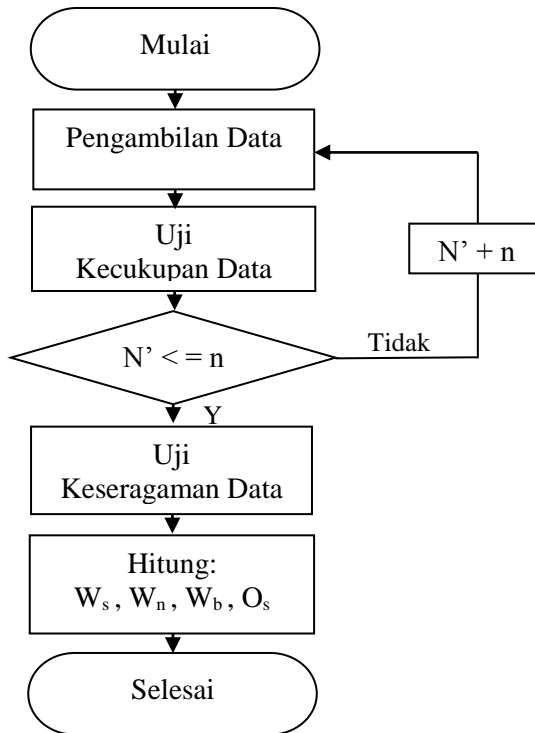 Mulai
Pengambilan Data
Uji
Kecukupan Data
N’ + n
N’ < = n
Tidak
Y
Uji
Keseragaman Data
Hitung:
Ws , Wn , Wb , Os
Selesai